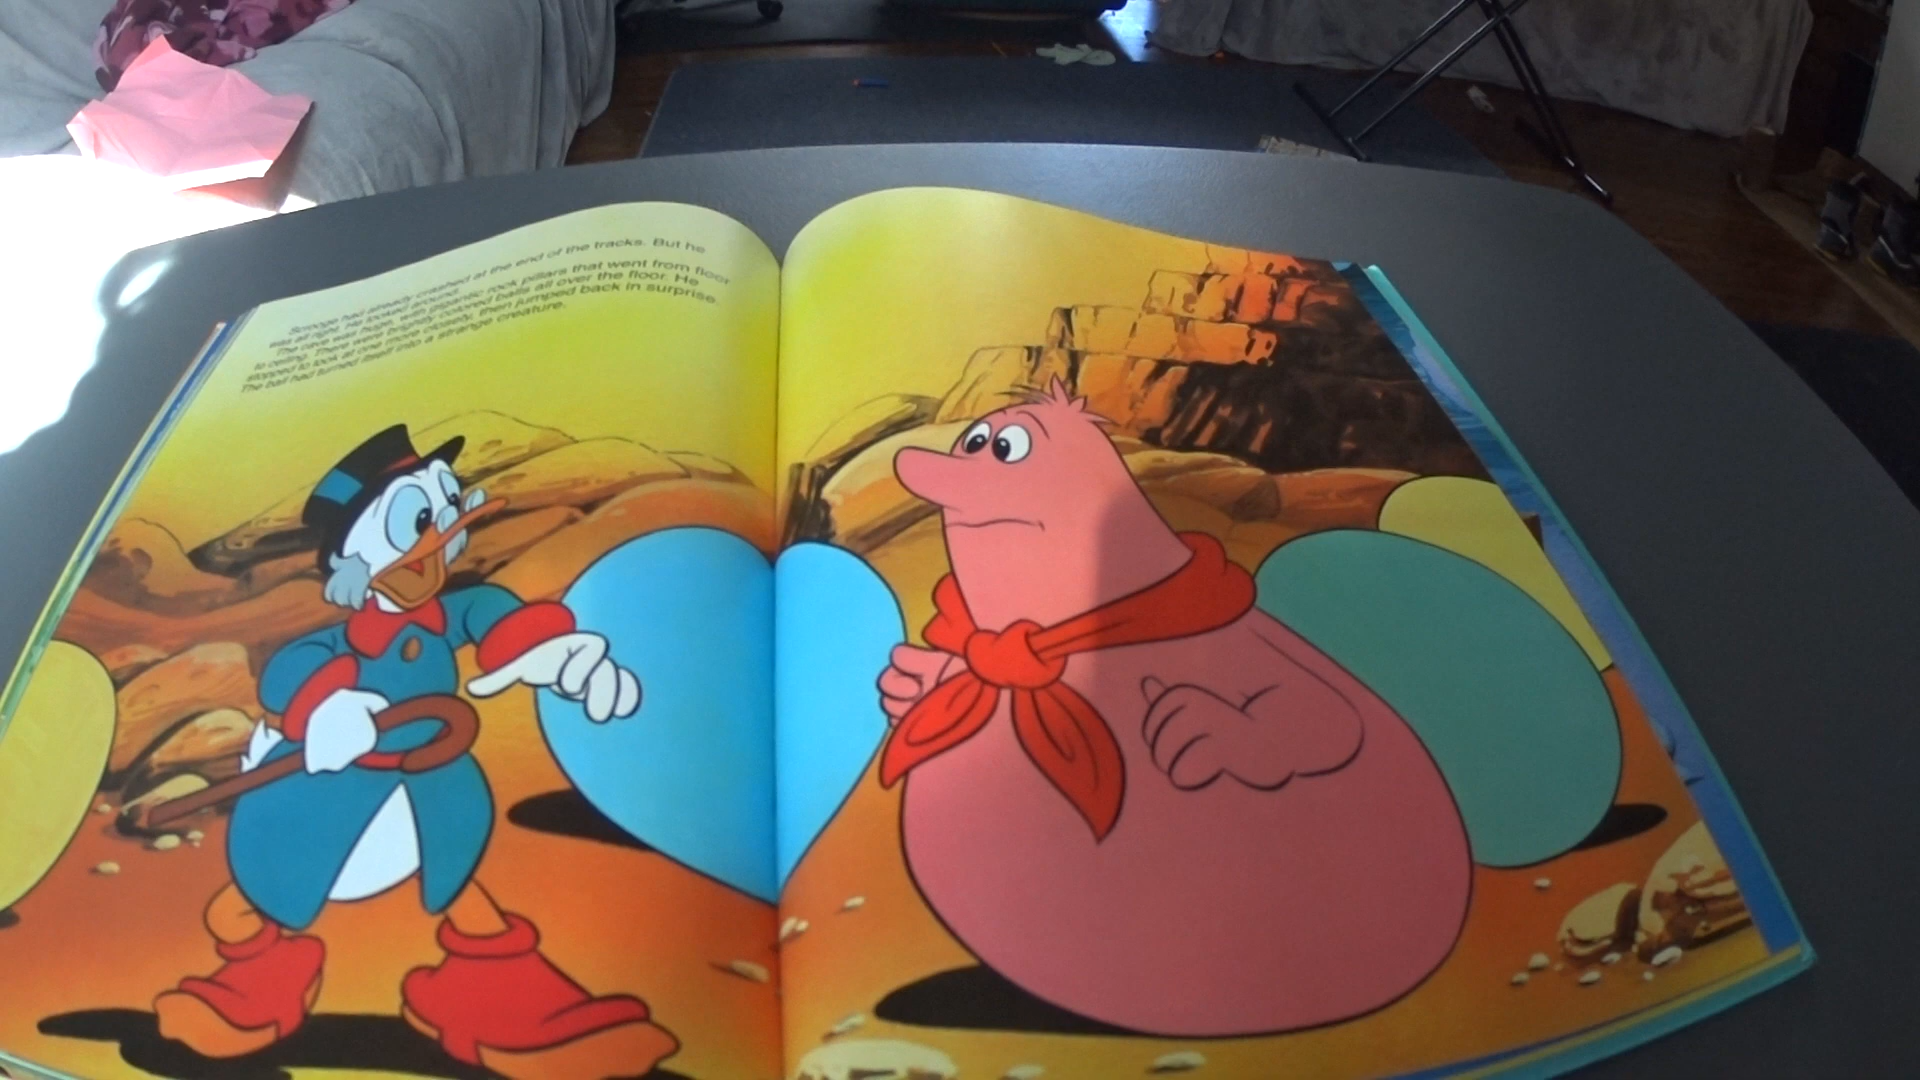 Scrooge had already crashed at the end of the tracks. But he
was all right. He looked around.
The cave was huge, with gigantic rock pillars that went from floor
to ceiling. There were brightly colored balls all over the floor. He
stopped to look at one more closely, then jumped back in surprise.
The ball had turned itself into a strange creature.